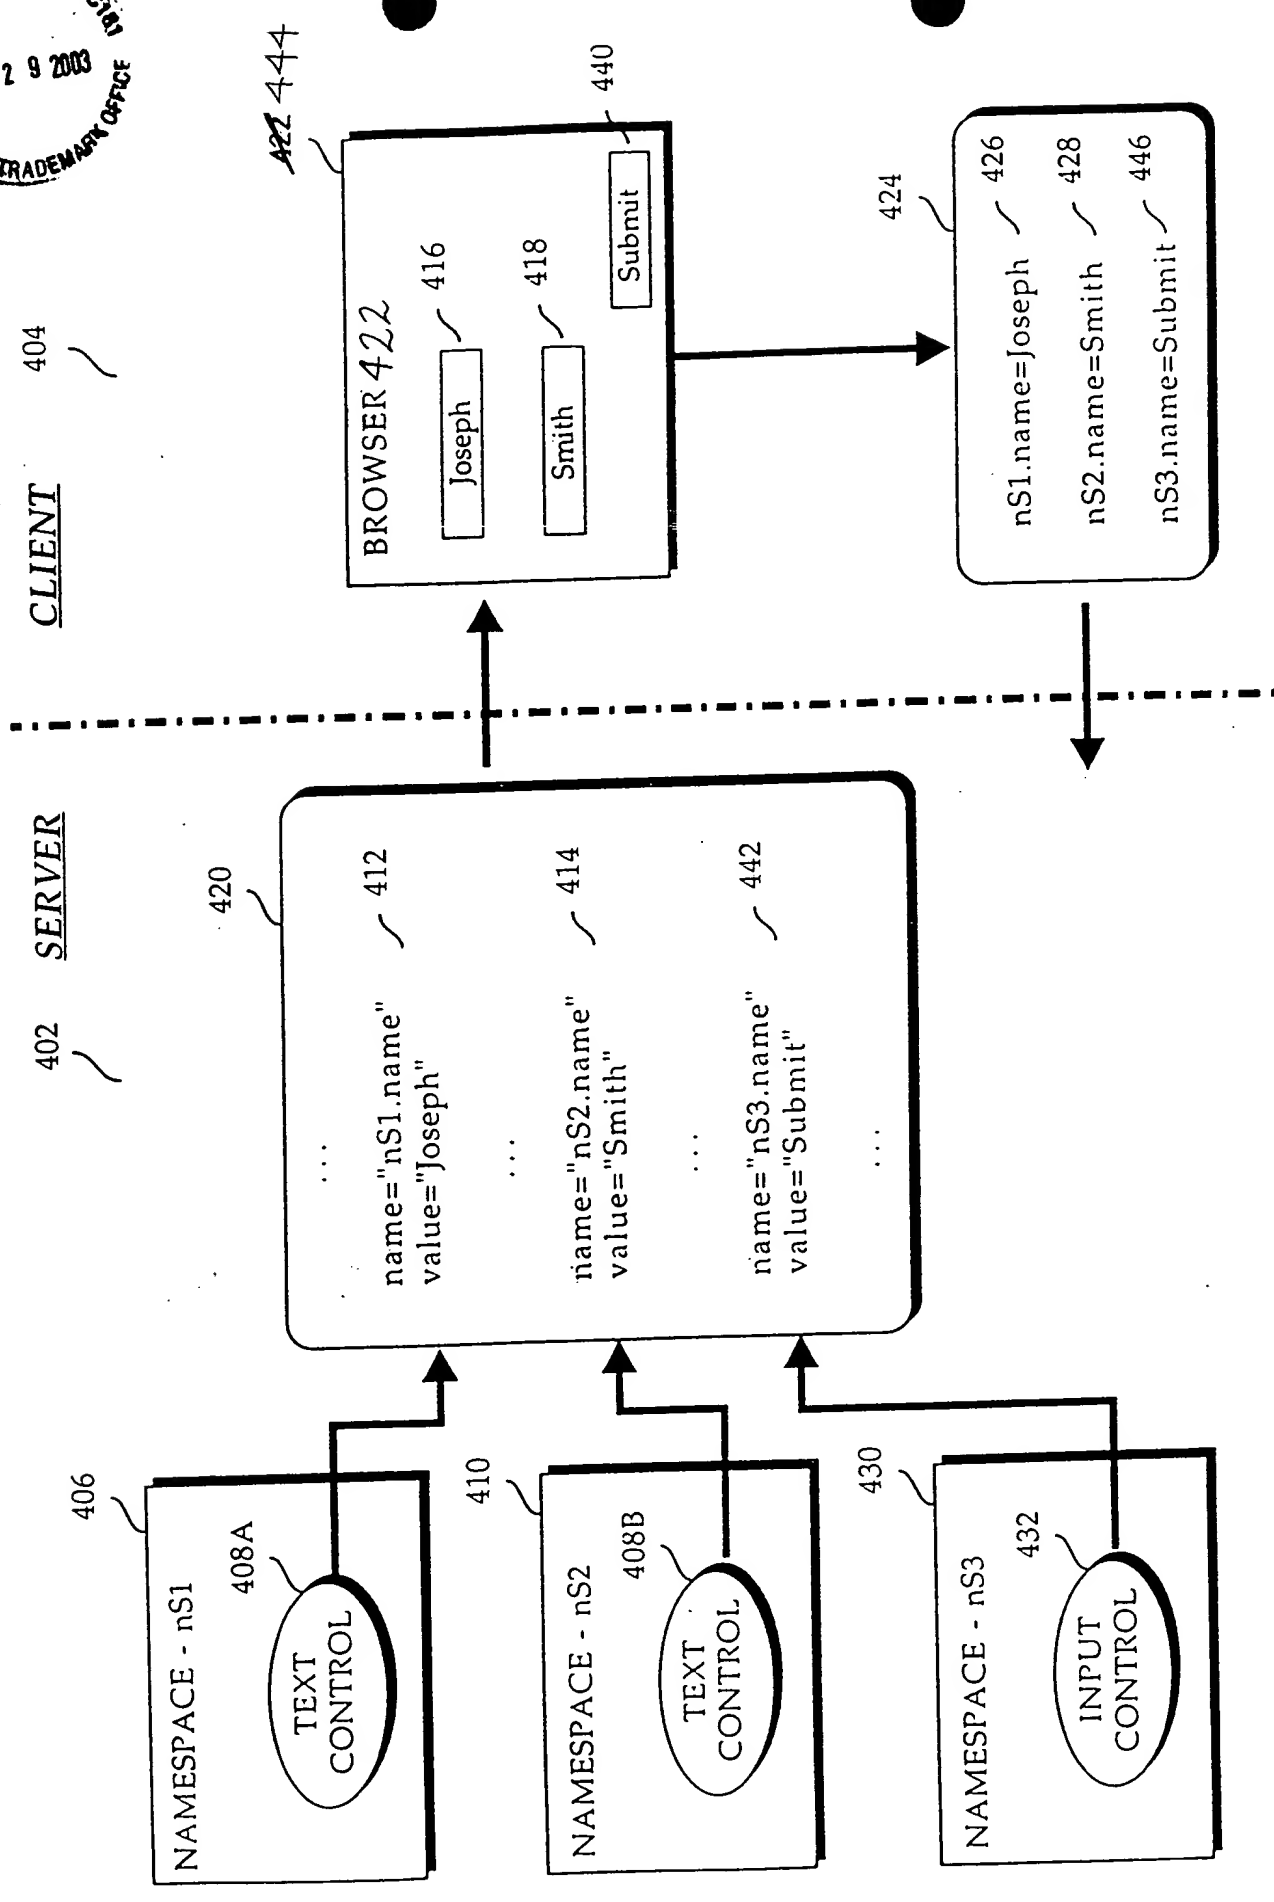 2 9 2003
TRADEMARK OFFICE
402
SERVER
CLIENT
404
406
NAMESPACE - nS1
408A
TEXT
CONTROL
410
NAMESPACE - nS2
408B
TEXT
CONTROL
430
NAMESPACE - nS3
432
INPUT
CONTROL
420
...
name="nS1.name"
value="Joseph"
412
...
name="nS2.name"
value="Smith"
414
...
name="nS3.name"
value="Submit"
442
...
422 444
BROWSER 422
Joseph
416
Smith
418
Submit
440
424
nS1.name=Joseph
426
nS2.name=Smith
428
nS3.name=Submit
446